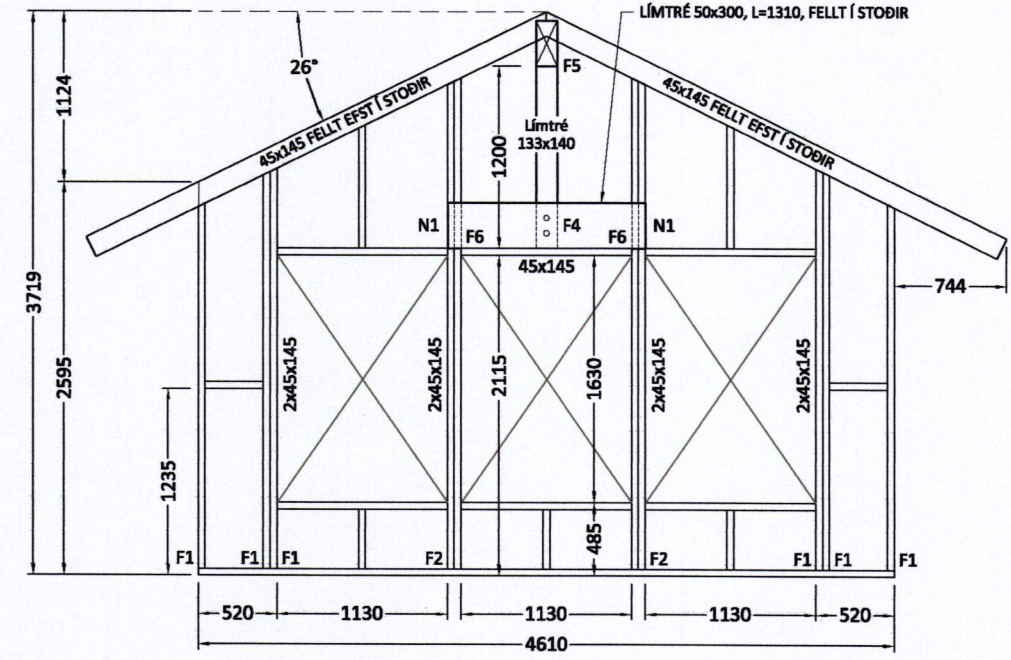 LÍMTRÉ 50x300, L=1310, FELLT Í STOÐIR
26°
1124
45x145 FELLT EFST Í STOÐIR
45x145 FELLT EFST Í STOÐIR
F5
Límtré
133x140
1200
N1
F6
F4
F6
N1
45x145
744
3719
2595
2x45x145
2x45x145
2115
1630
2x45x145
2x45x145
1235
485
F1
F1
F1
F2
F2
F1
F1
F1
520
1130
1130
1130
520
4610